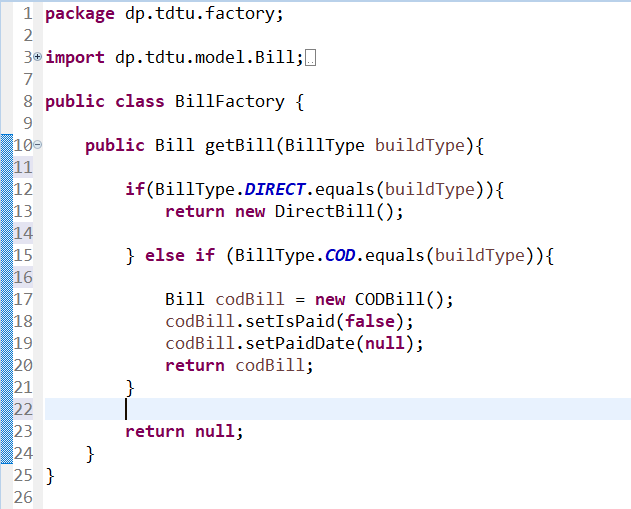 1 package dp.tdtu.factory;
2
3 import dp.tdtu.model.Bill;
7
8 public class BillFactory {
9
10 public Bill getBill(BillType buildType){
11
12 if(BillType.DIRECT.equals(buildType)){
13 return new DirectBill();
14
15 } else if (BillType.COD.equals(buildType)){
16
17 Bill codBill = new CODBill();
18 codBill.setIsPaid(false);
19 codBill.setPaidDate(null);
20 return codBill;
21 }
22
23 return null;
24 }
25 }
26